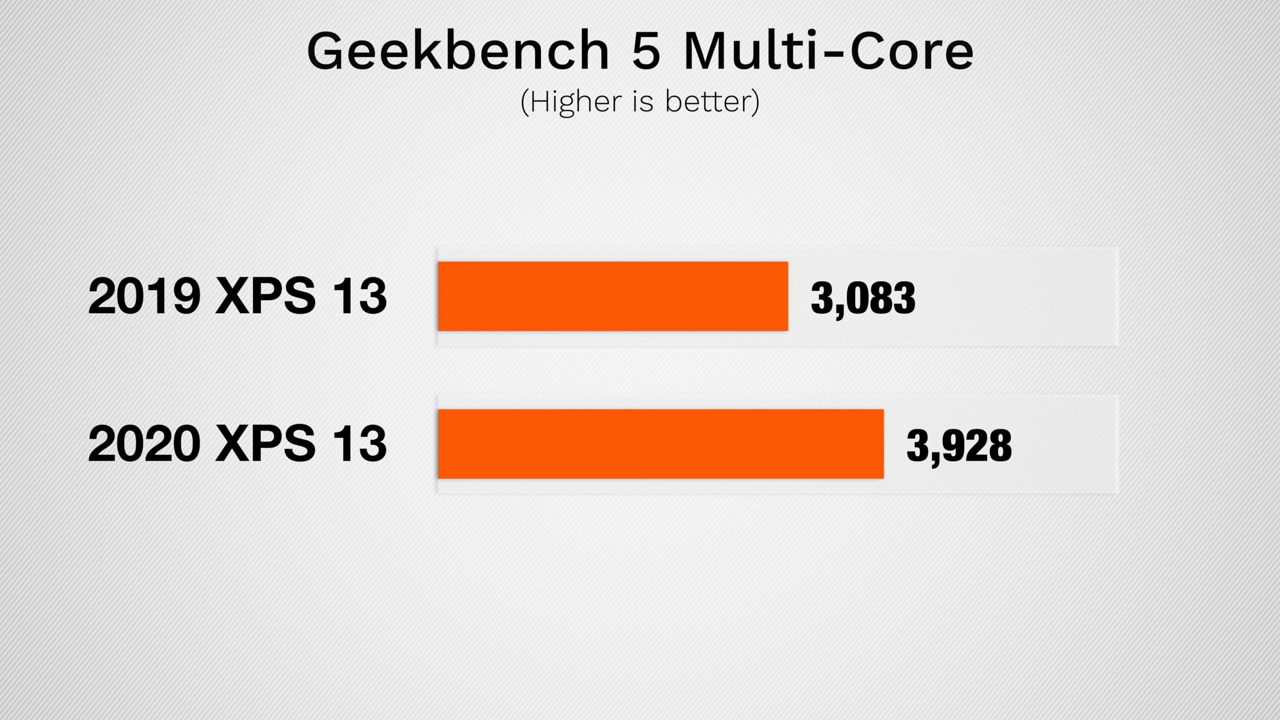 Geekbench 5 Multi-Core
(Higher is better)
2019 XPS 13 3,083
2020 XPS 13 3,928